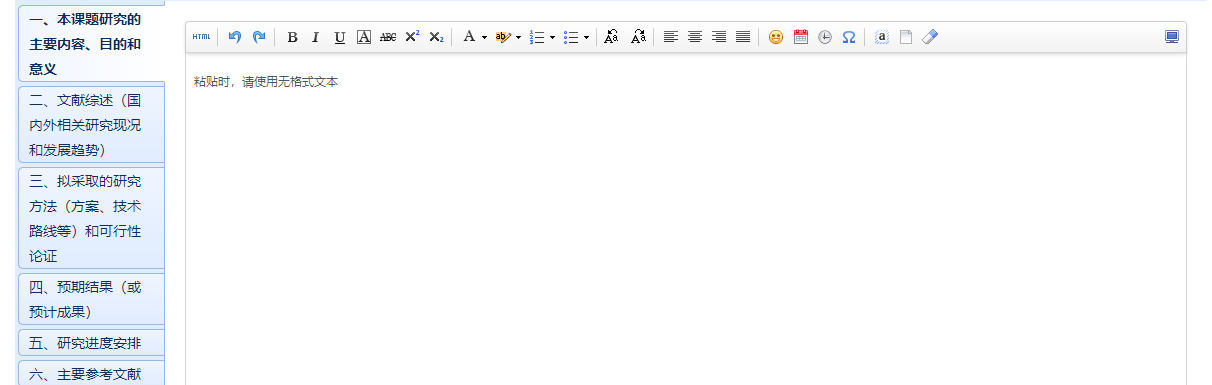 一、本课题研究的
主要内容、目的和
意义
二、文献综述（国
内外相关研究现况
和发展趋势）
三、拟采取的研究
方法（方案、技术
路线等）和可行性
论证
四、预期结果（或
预计成果）
五、研究进度安排
六、主要参考文献
HTML B I U A ABC X² X₂ A ab Aa Aa Ω a
粘贴时，请使用无格式文本